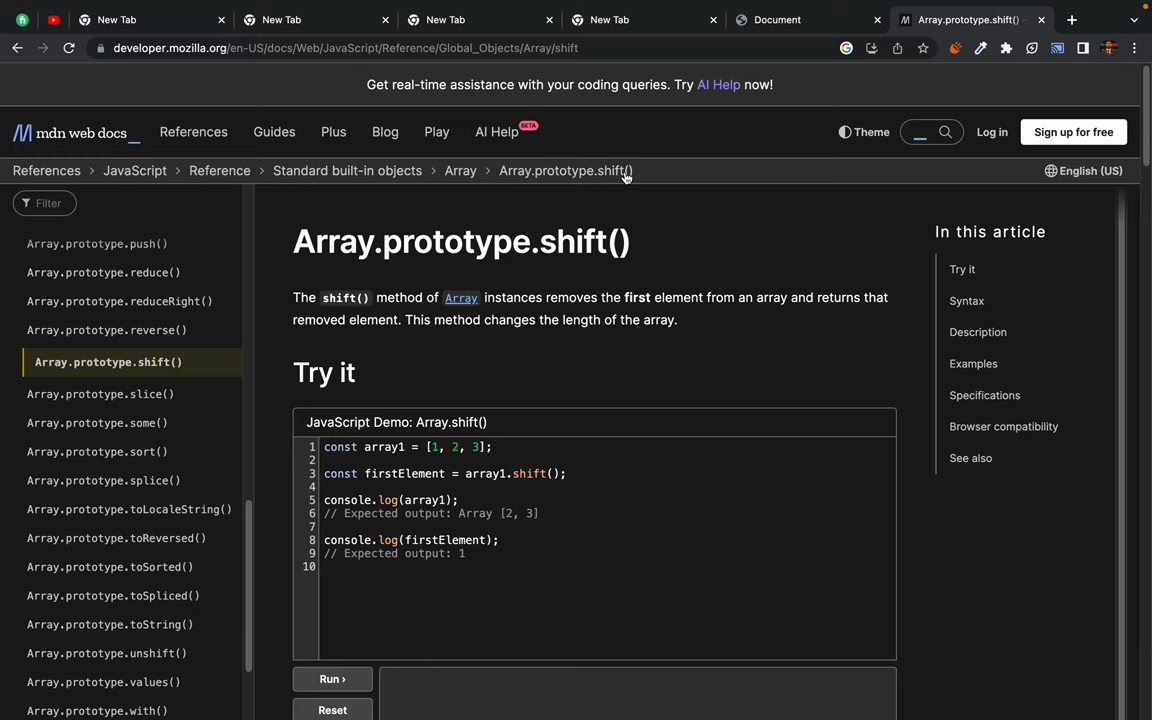 New Tab
New Tab
New Tab
New Tab
Document
Array.prototype.shift()
developer.mozilla.org/en-US/docs/Web/JavaScript/Reference/Global_Objects/Array/shift
Get real-time assistance with your coding queries. Try AI Help now!
mdn web docs_
References
Guides
Plus
Blog
Play
AI Help BETA
Theme
Log in
Sign up for free
References > JavaScript > Reference > Standard built-in objects > Array > Array.prototype.shift()
English (US)
Filter
Array.prototype.push()
Array.prototype.reduce()
Array.prototype.reduceRight()
Array.prototype.reverse()
Array.prototype.shift()
Array.prototype.slice()
Array.prototype.some()
Array.prototype.sort()
Array.prototype.splice()
Array.prototype.toLocaleString()
Array.prototype.toReversed()
Array.prototype.toSorted()
Array.prototype.toSpliced()
Array.prototype.toString()
Array.prototype.unshift()
Array.prototype.values()
Array.prototype.with()
Array.prototype.shift()
The shift() method of Array instances removes the first element from an array and returns that
removed element. This method changes the length of the array.
Try it
JavaScript Demo: Array.shift()
1 const array1 = [1, 2, 3];
2
3 const firstElement = array1.shift();
4
5 console.log(array1);
6 // Expected output: Array [2, 3]
7
8 console.log(firstElement);
9 // Expected output: 1
10
Run ›
Reset
In this article
Try it
Syntax
Description
Examples
Specifications
Browser compatibility
See also